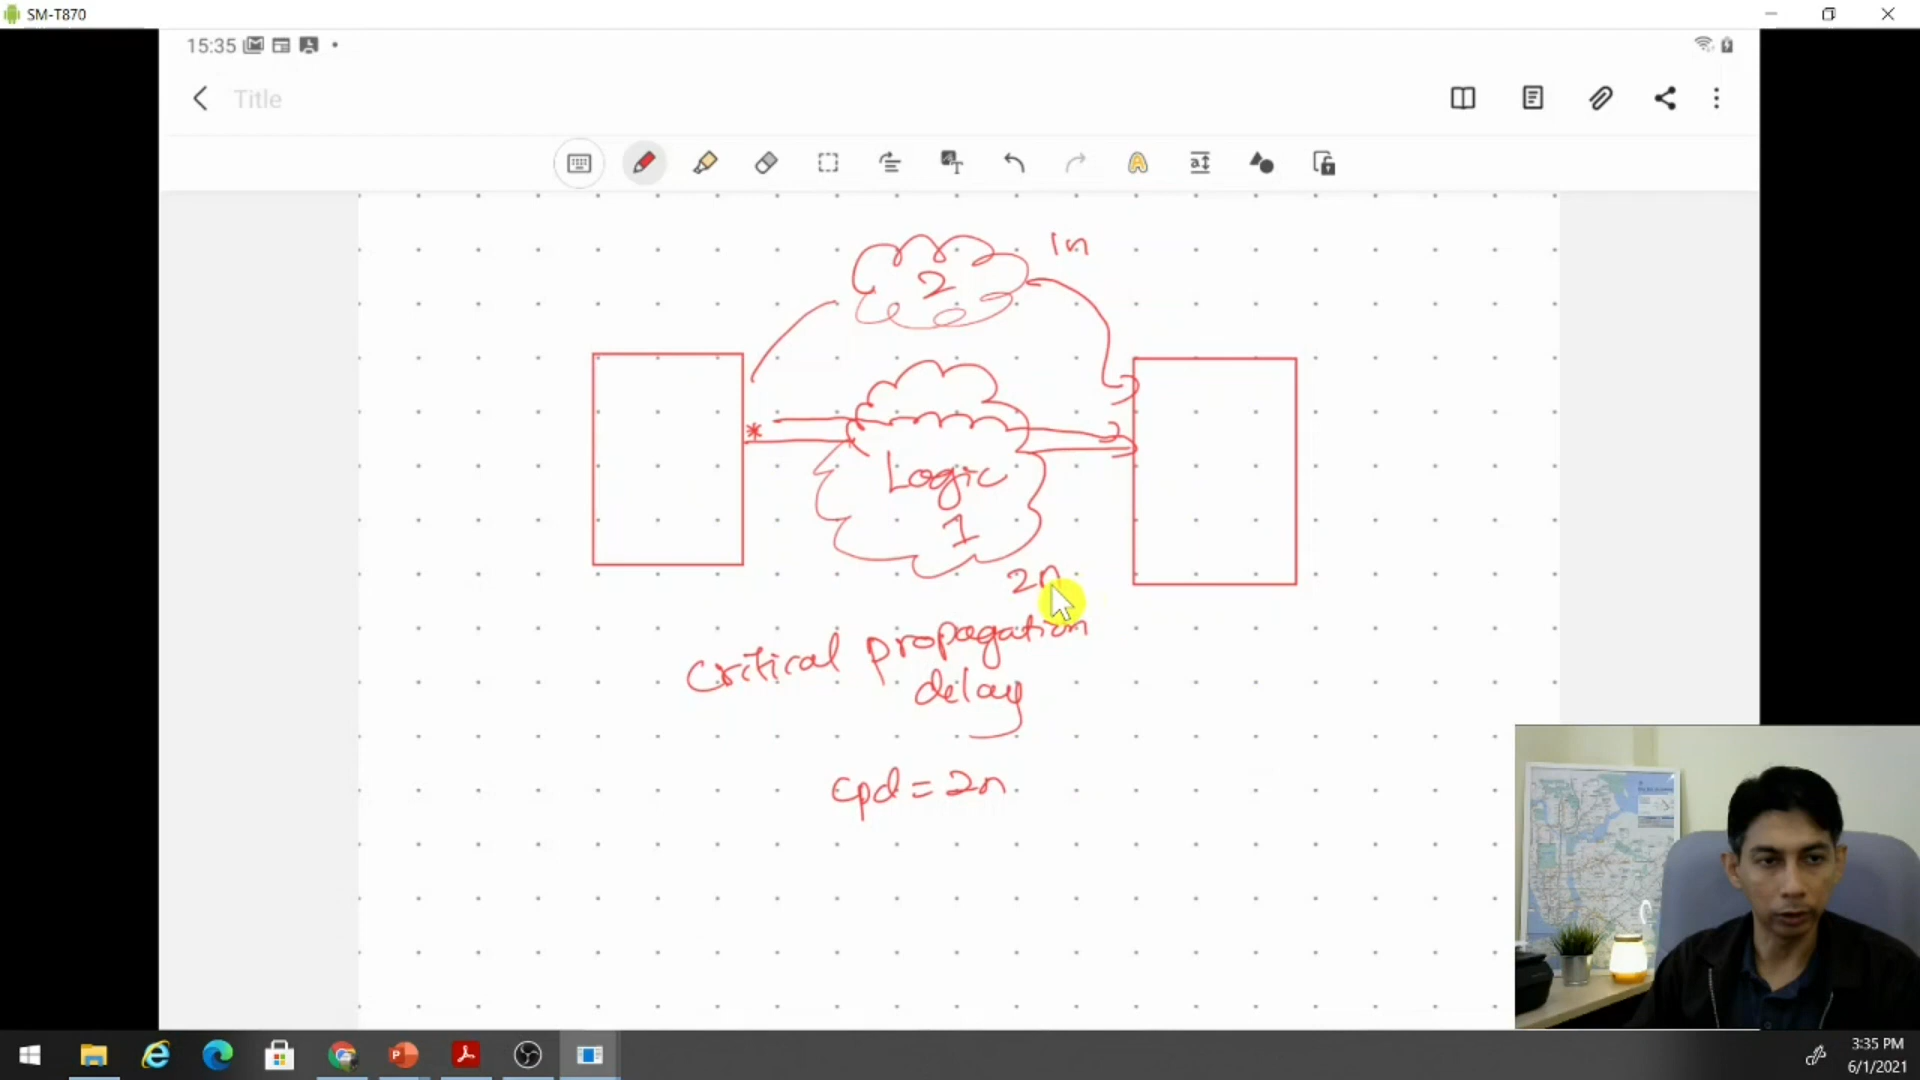 SM-T870
15:35
Title
1n
2
*
Logic
1
2n
Critical propagation
delay
cpd = 2n
3:35 PM
6/1/2021